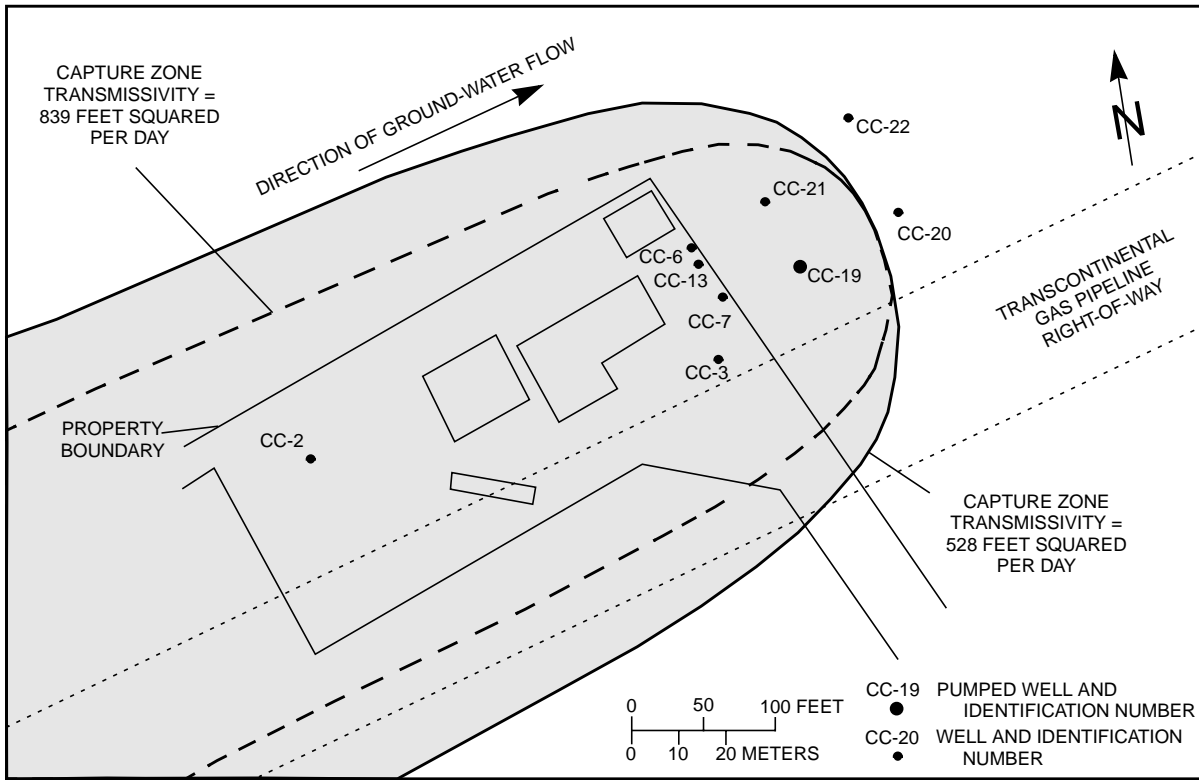 CAPTURE ZONE
TRANSMISSIVITY =
839 FEET SQUARED
PER DAY
DIRECTION OF GROUND-WATER FLOW
N
CC-22
CC-21
CC-20
CC-6
CC-13
CC-19
CC-7
CC-3
TRANSCONTINENTAL
GAS PIPELINE
RIGHT-OF-WAY
PROPERTY
BOUNDARY
CC-2
CAPTURE ZONE
TRANSMISSIVITY =
528 FEET SQUARED
PER DAY
0 50 100 FEET
0 10 20 METERS
CC-19 PUMPED WELL AND
IDENTIFICATION NUMBER
CC-20 WELL AND IDENTIFICATION
NUMBER